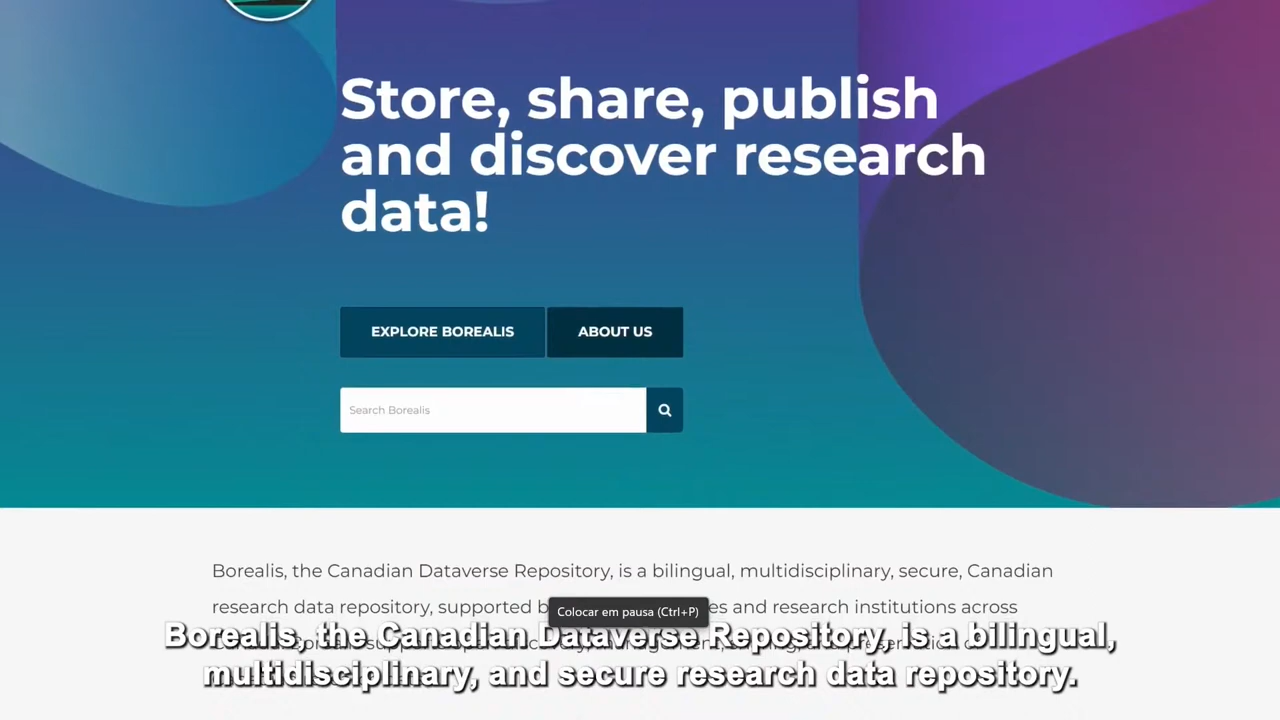 Store, share, publish
and discover research
data!
EXPLORE BOREALIS
ABOUT US
Search Borealis
Borealis, the Canadian Dataverse Repository, is a bilingual, multidisciplinary, secure, Canadian
research data repository, supported
Colocar em pausa (Ctrl+P)
and research institutions across
Borealis, the Canadian Dataverse Repository, is a bilingual,
multidisciplinary, and secure research data repository.